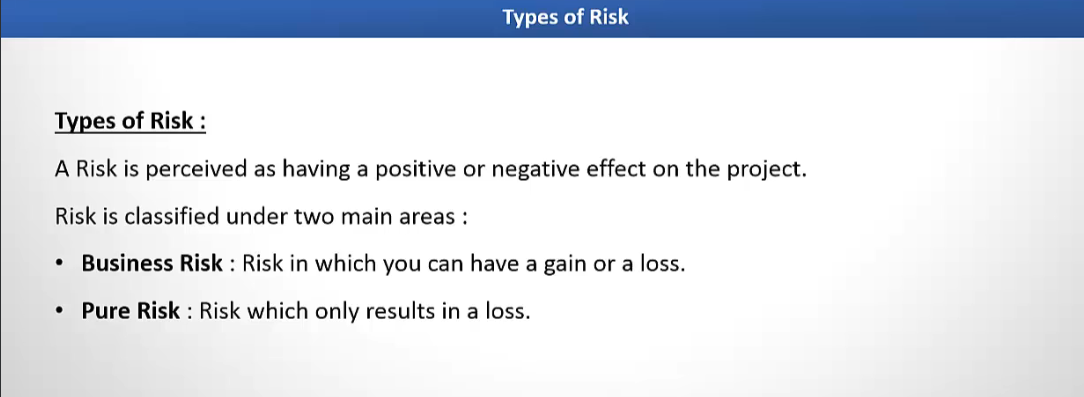 Types of Risk
Types of Risk :
A Risk is perceived as having a positive or negative effect on the project.
Risk is classified under two main areas :
• Business Risk : Risk in which you can have a gain or a loss.
• Pure Risk : Risk which only results in a loss.